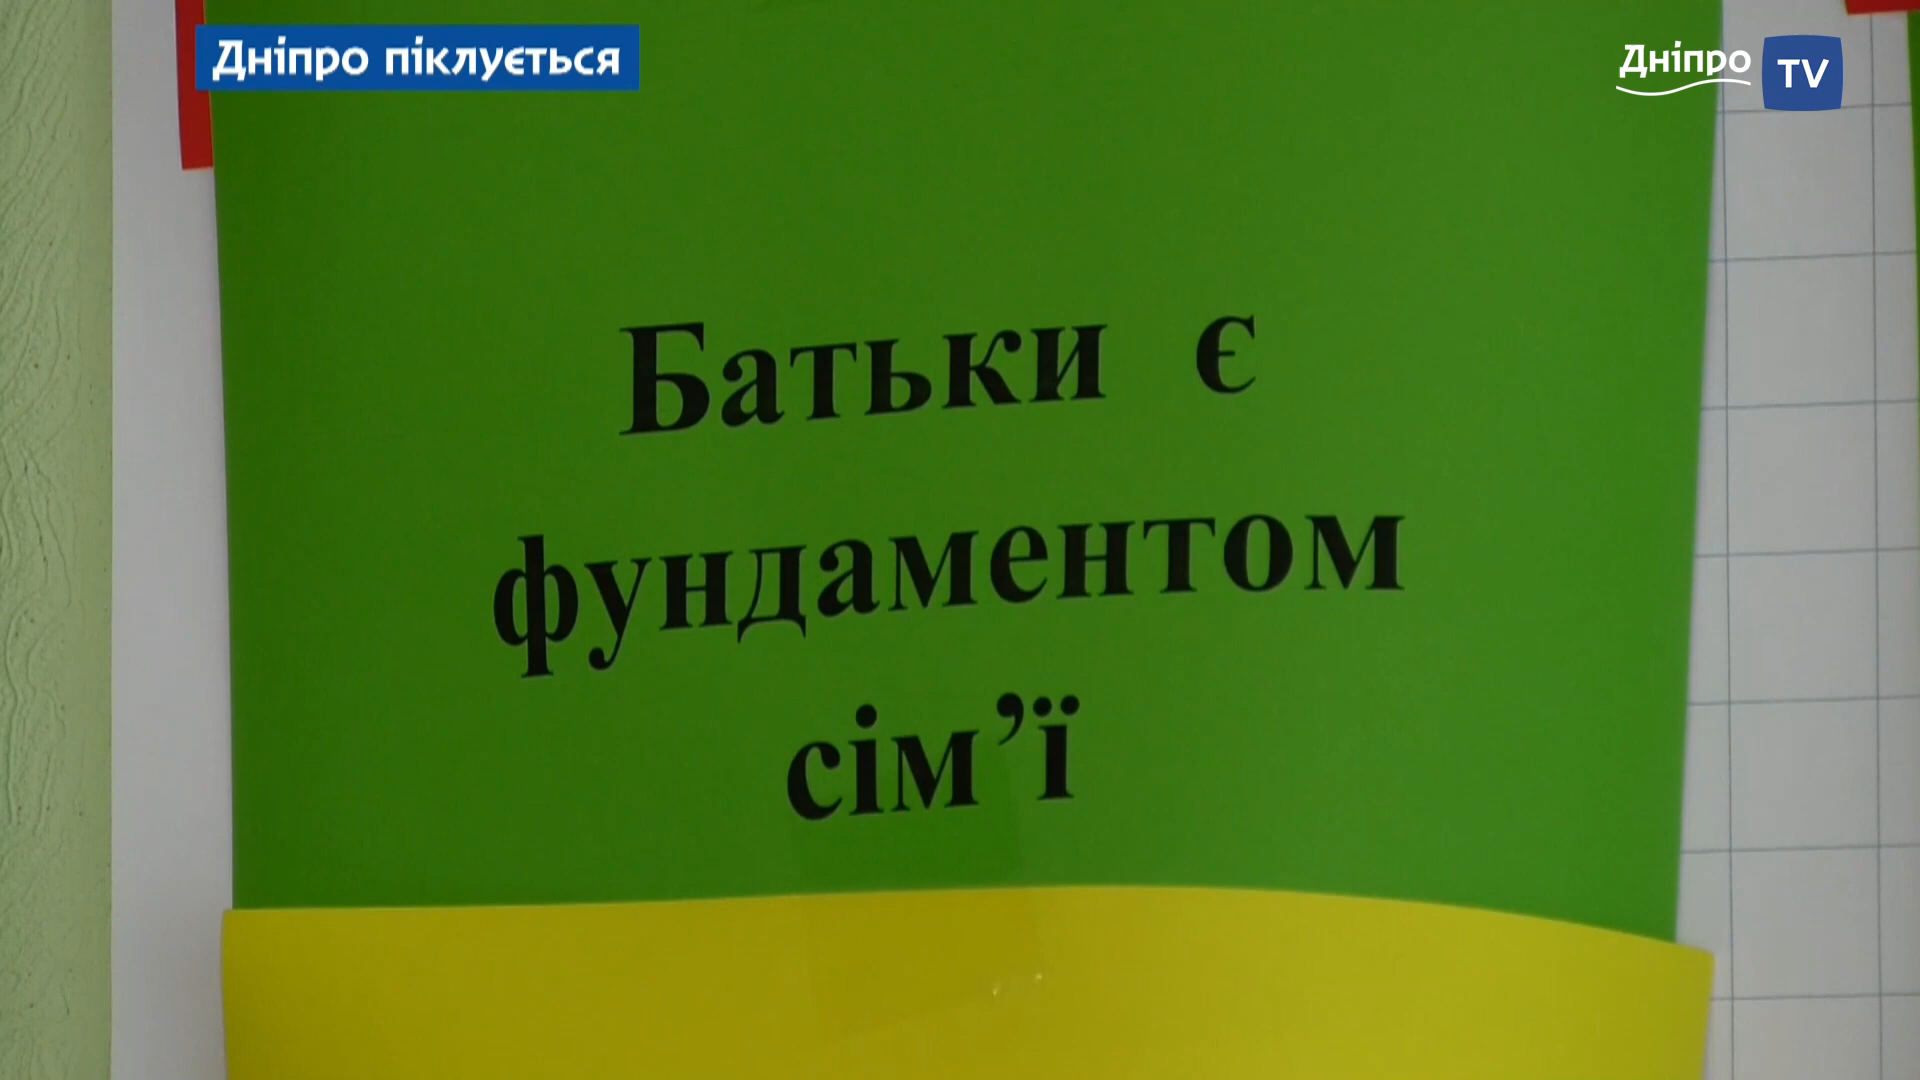 Дніпро піклується
Дніпро TV
Батьки є
фундаментом
сім’ї